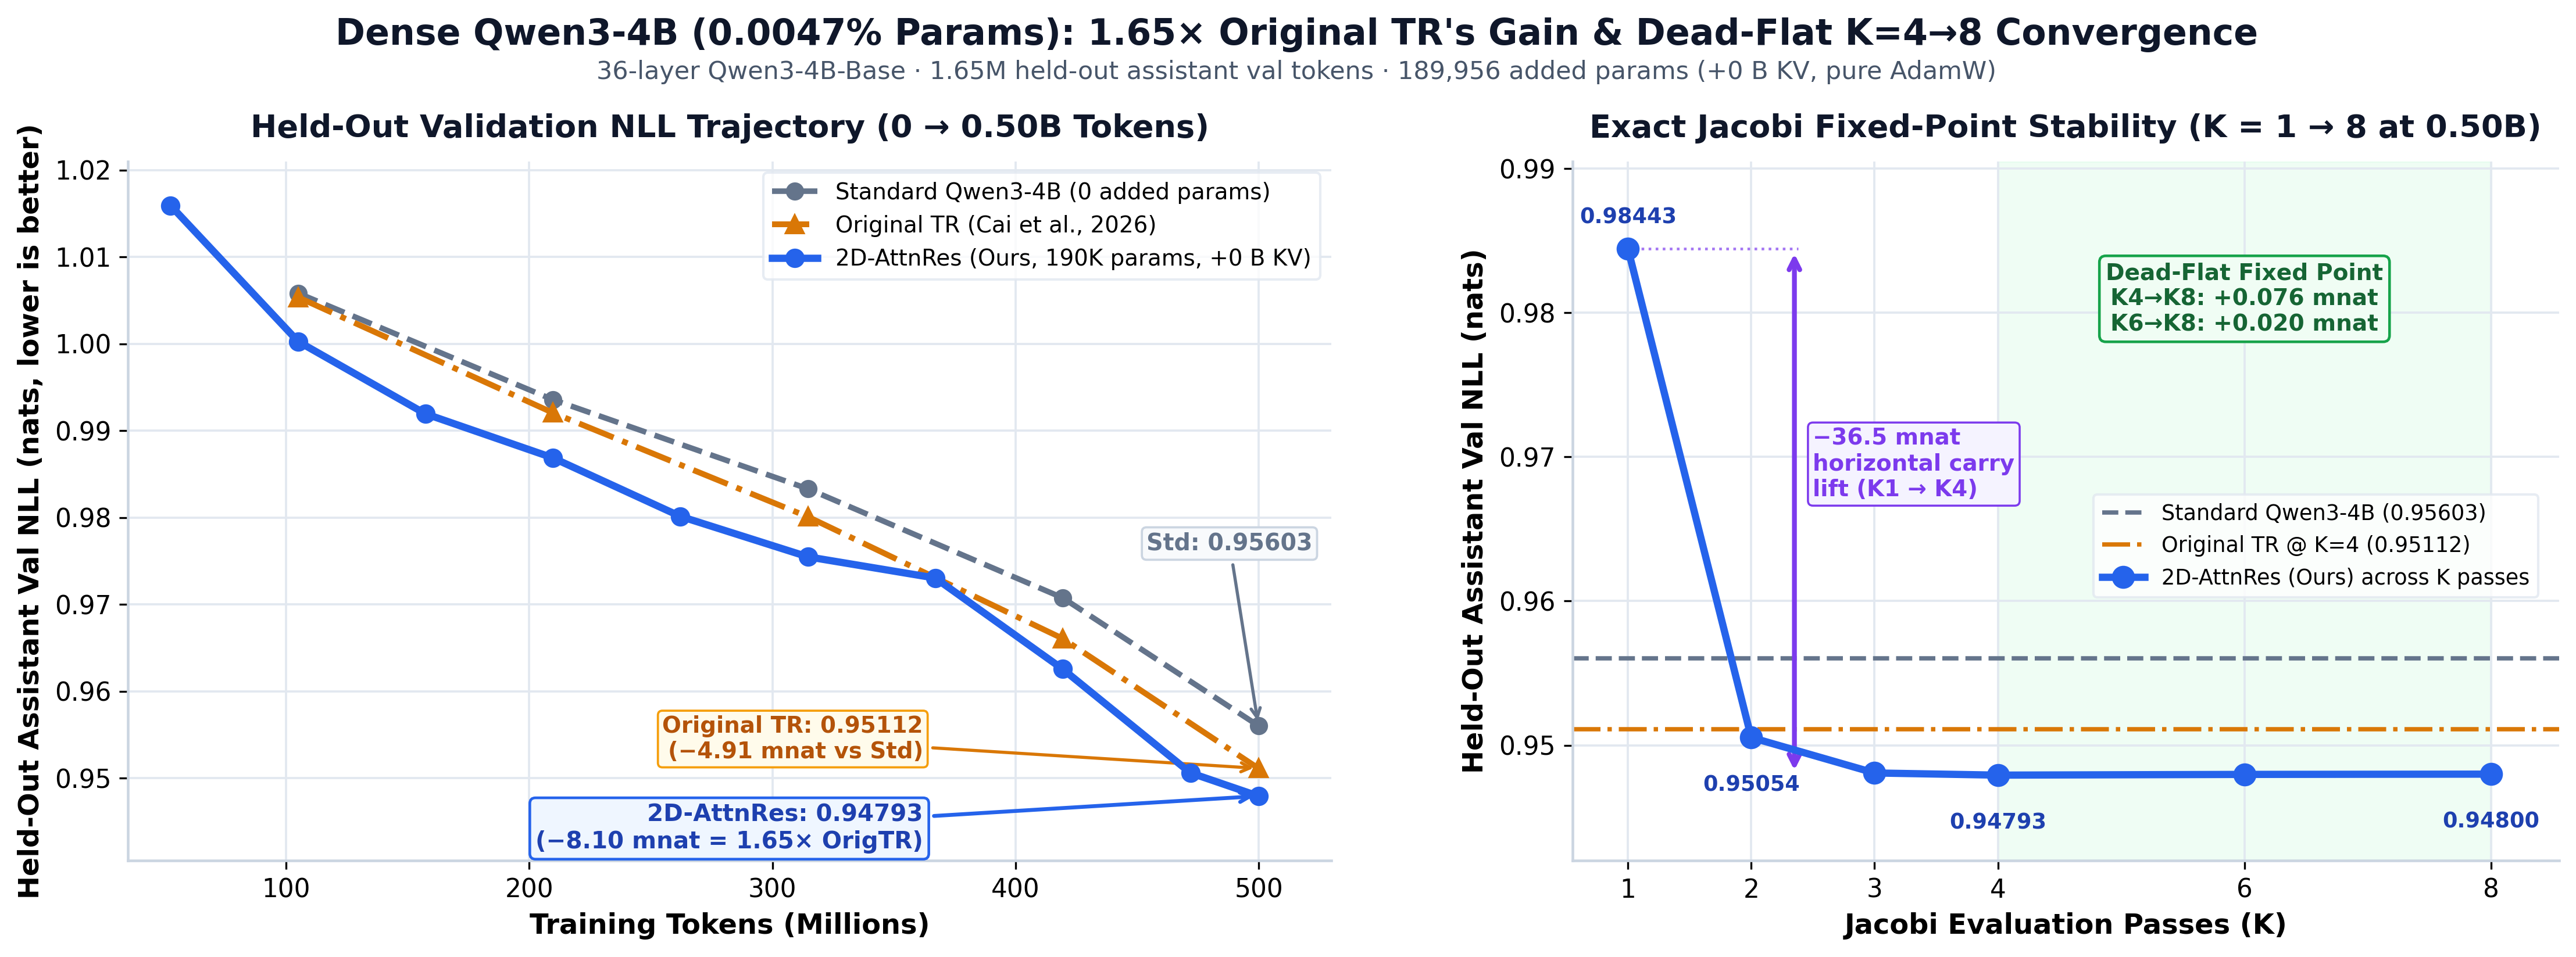 Dense Qwen3-4B (0.0047% Params): 1.65× Original TR's Gain & Dead-Flat K=4→8 Convergence
36-layer Qwen3-4B-Base · 1.65M held-out assistant val tokens · 189,956 added params (+0 B KV, pure AdamW)
Held-Out Validation NLL Trajectory (0 → 0.50B Tokens)
Held-Out Assistant Val NLL (nats, lower is better)
1.02
1.01
1.00
0.99
0.98
0.97
0.96
0.95
Standard Qwen3-4B (0 added params)
Original TR (Cai et al., 2026)
2D-AttnRes (Ours, 190K params, +0 B KV)
Std: 0.95603
Original TR: 0.95112
(−4.91 mnat vs Std)
2D-AttnRes: 0.94793
(−8.10 mnat = 1.65× OrigTR)
100
200
300
400
500
Training Tokens (Millions)
Exact Jacobi Fixed-Point Stability (K = 1 → 8 at 0.50B)
Held-Out Assistant Val NLL (nats)
0.99
0.98
0.97
0.96
0.95
0.98443
Dead-Flat Fixed Point
K4→K8: +0.076 mnat
K6→K8: +0.020 mnat
−36.5 mnat
horizontal carry
lift (K1 → K4)
Standard Qwen3-4B (0.95603)
Original TR @ K=4 (0.95112)
2D-AttnRes (Ours) across K passes
0.95054
0.94793
0.94800
1
2
3
4
6
8
Jacobi Evaluation Passes (K)